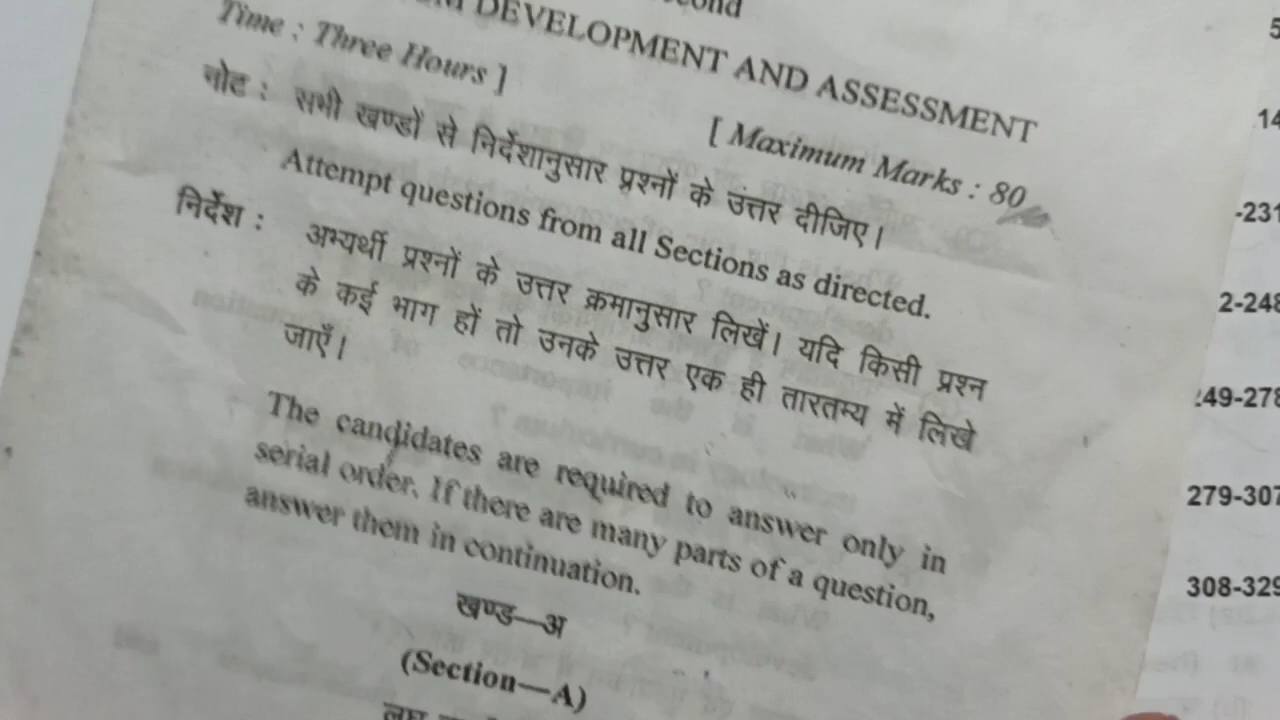 DEVELOPMENT AND ASSESSMENT
Time : Three Hours ]
[ Maximum Marks : 80
नोट : सभी खण्डों से निर्देशानुसार प्रश्नों के उत्तर दीजिए।
Attempt questions from all Sections as directed.
निर्देश : अभ्यर्थी प्रश्नों के उत्तर क्रमानुसार लिखें। यदि किसी प्रश्न
के कई भाग हों तो उनके उत्तर एक ही तारतम्य में लिखे
जाएँ।
The candidates are required to answer only in
serial order. If there are many parts of a question,
answer them in continuation.
खण्ड—अ
(Section—A)
-231
2-248
249-278
279-307
308-329